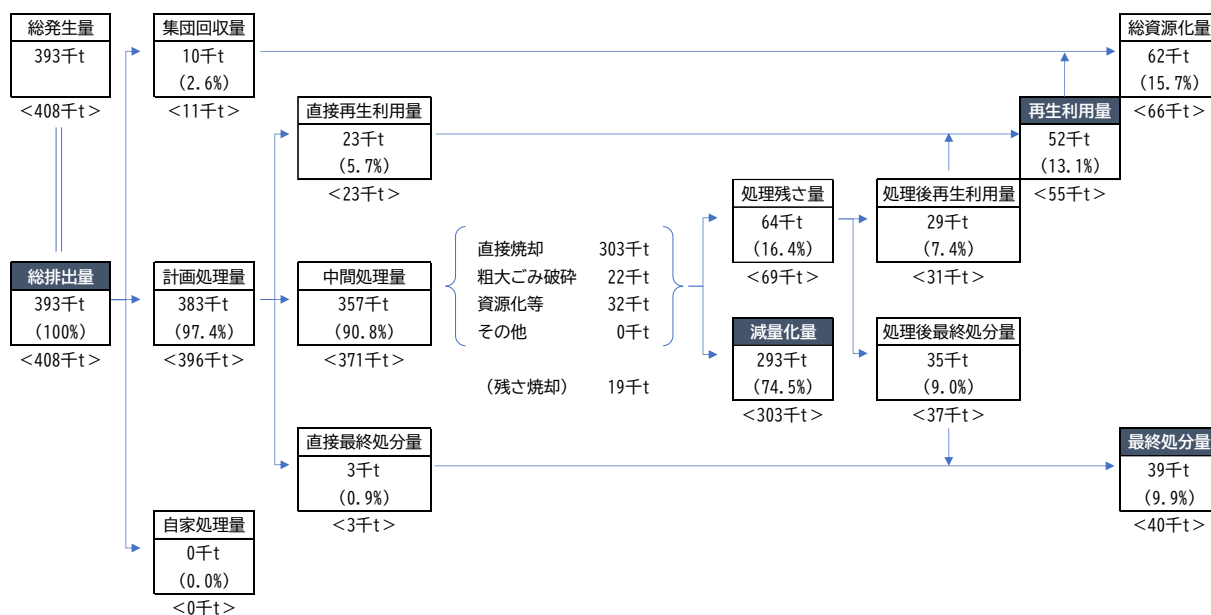 総発生量
393千t
<408千t>
集団回収量
10千t
(2.6%)
<11千t>
総資源化量
62千t
(15.7%)
<66千t>
直接再生利用量
23千t
(5.7%)
<23千t>
再生利用量
52千t
(13.1%)
<55千t>
処理残さ量
64千t
(16.4%)
<69千t>
処理後再生利用量
29千t
(7.4%)
<31千t>
総排出量
393千t
(100%)
<408千t>
計画処理量
383千t
(97.4%)
<396千t>
中間処理量
357千t
(90.8%)
<371千t>
直接焼却 303千t
粗大ごみ破砕 22千t
資源化等 32千t
その他 0千t
(残さ焼却) 19千t
減量化量
293千t
(74.5%)
<303千t>
処理後最終処分量
35千t
(9.0%)
<37千t>
直接最終処分量
3千t
(0.9%)
<3千t>
最終処分量
39千t
(9.9%)
<40千t>
自家処理量
0千t
(0.0%)
<0千t>